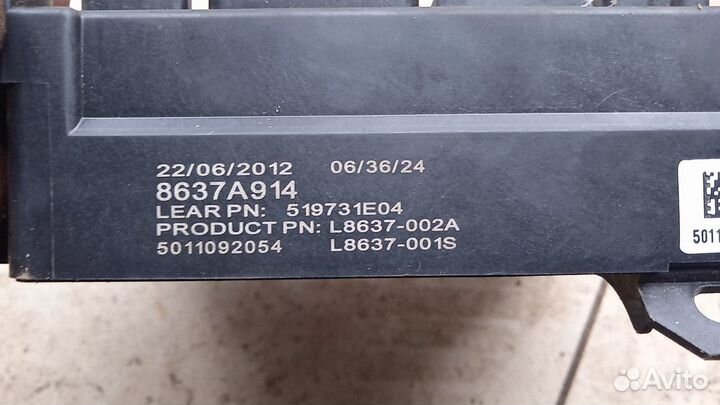 22/06/2012 06/36/24
8637A914
LEAR PN: 519731E04
PRODUCT PN: L8637-002A
5011092054 L8637-001S
5011
Avito